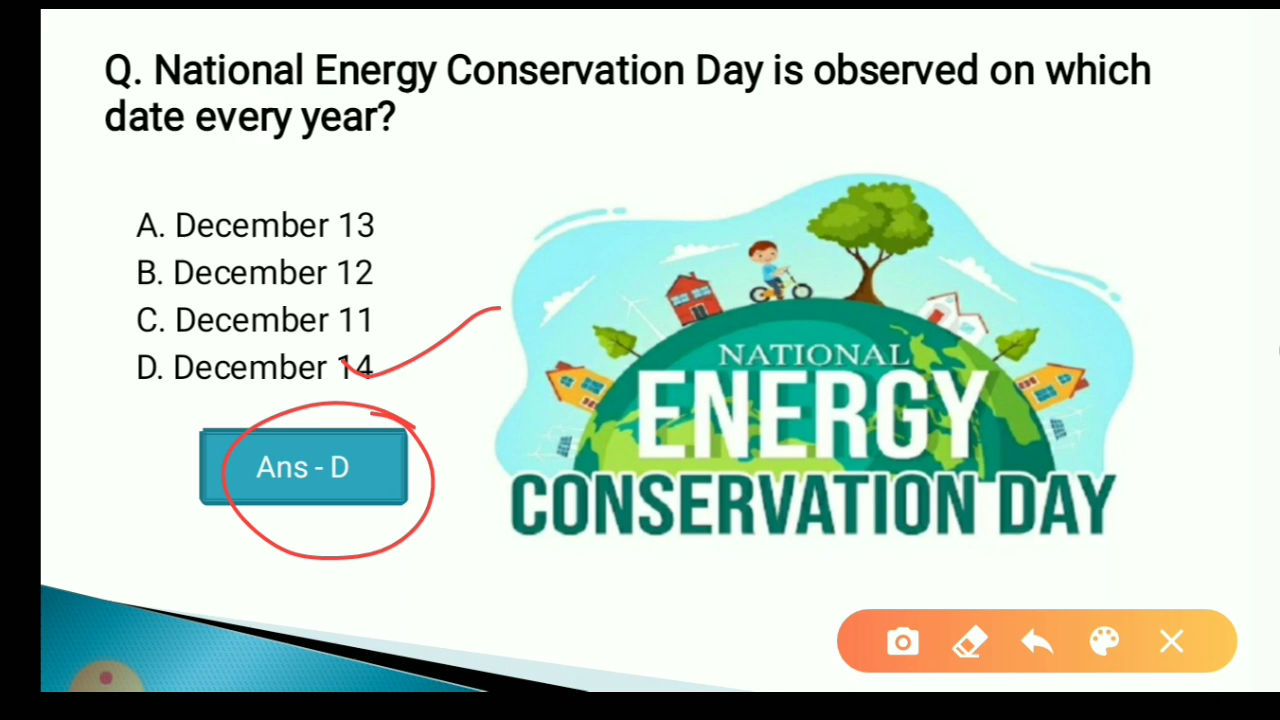 Q. National Energy Conservation Day is observed on which
date every year?
A. December 13
B. December 12
C. December 11
D. December 14
Ans - D
NATIONAL
ENERGY
CONSERVATION DAY